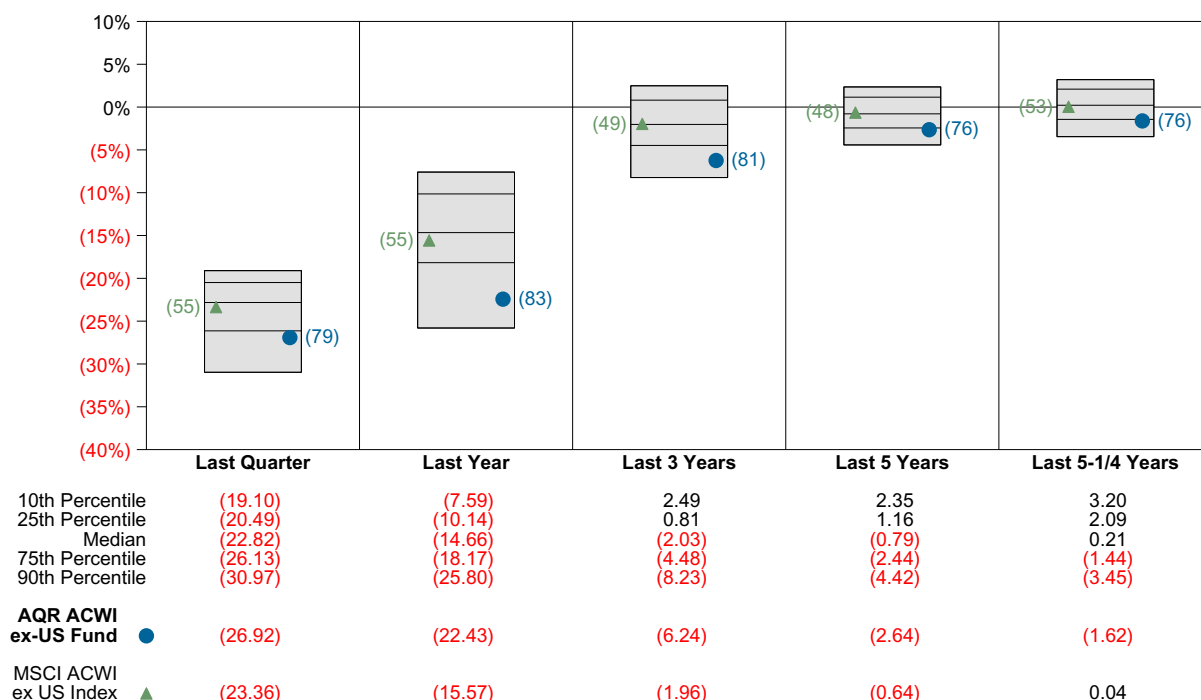 10%
5%
0%
(5%)
(10%)
(15%)
(20%)
(25%)
(30%)
(35%)
(40%)
(55) (79)
(55) (83)
(49) (81)
(48) (76)
(53) (76)
Last Quarter Last Year Last 3 Years Last 5 Years Last 5-1/4 Years
10th Percentile (19.10) (7.59) 2.49 2.35 3.20
25th Percentile (20.49) (10.14) 0.81 1.16 2.09
Median (22.82) (14.66) (2.03) (0.79) 0.21
75th Percentile (26.13) (18.17) (4.48) (2.44) (1.44)
90th Percentile (30.97) (25.80) (8.23) (4.42) (3.45)
AQR ACWI
ex-US Fund (26.92) (22.43) (6.24) (2.64) (1.62)
MSCI ACWI
ex US Index (23.36) (15.57) (1.96) (0.64) 0.04